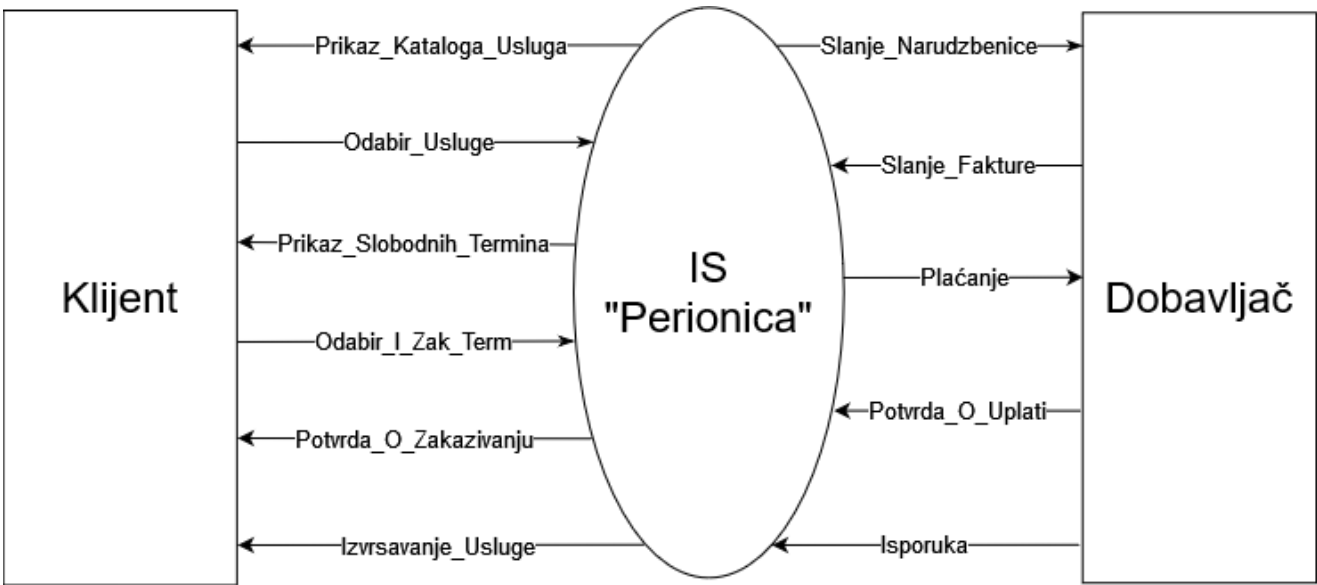 Prikaz_Kataloga_Usluga
Slanje_Narudzbenice
Odabir_Usluge
Slanje_Fakture
Prikaz_Slobodnih_Termina
Klijent
IS
"Perionica"
Plaćanje
Dobavljač
Odabir_I_Zak_Term
Potvrda_O_Uplati
Potvrda_O_Zakazivanju
Izvrsavanje_Usluge
Isporuka